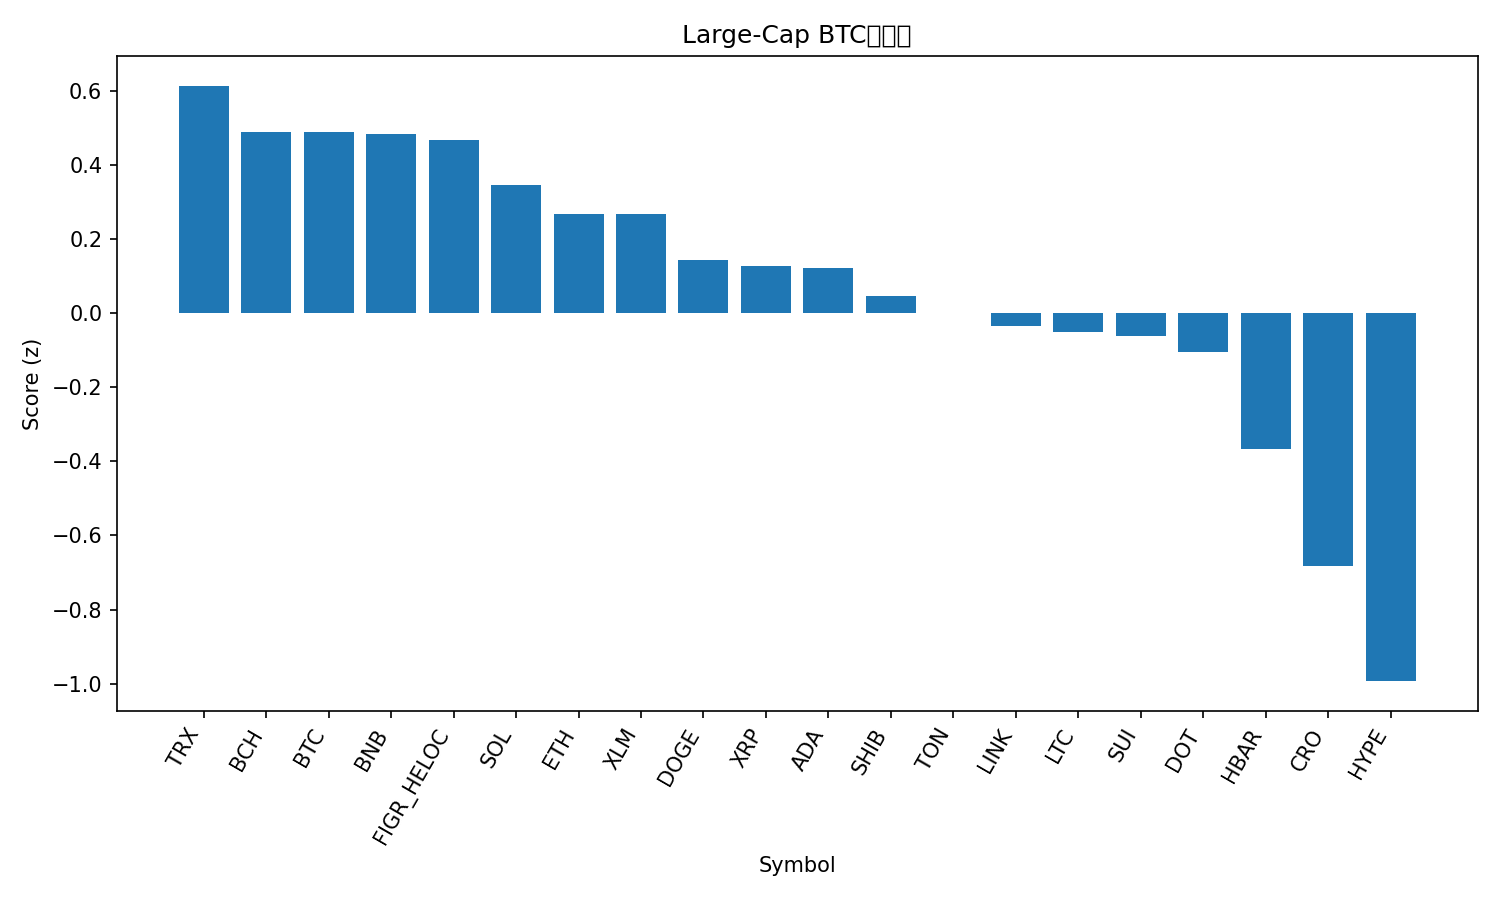 Large-Cap BTC
0.6
0.4
0.2
0.0
−0.2
−0.4
−0.6
−0.8
−1.0
Score (z)
TRX
BCH
BTC
BNB
FIGR_HELOC
SOL
ETH
XLM
DOGE
XRP
ADA
SHIB
TON
LINK
LTC
SUI
DOT
HBAR
CRO
HYPE
Symbol